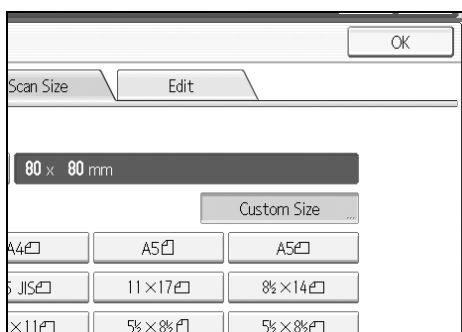 OK
Scan Size Edit
80 x 80 mm
Custom Size
A4 A5 A5
JIS 11×17 8½×14
×11 5½×8½ 5½×8½